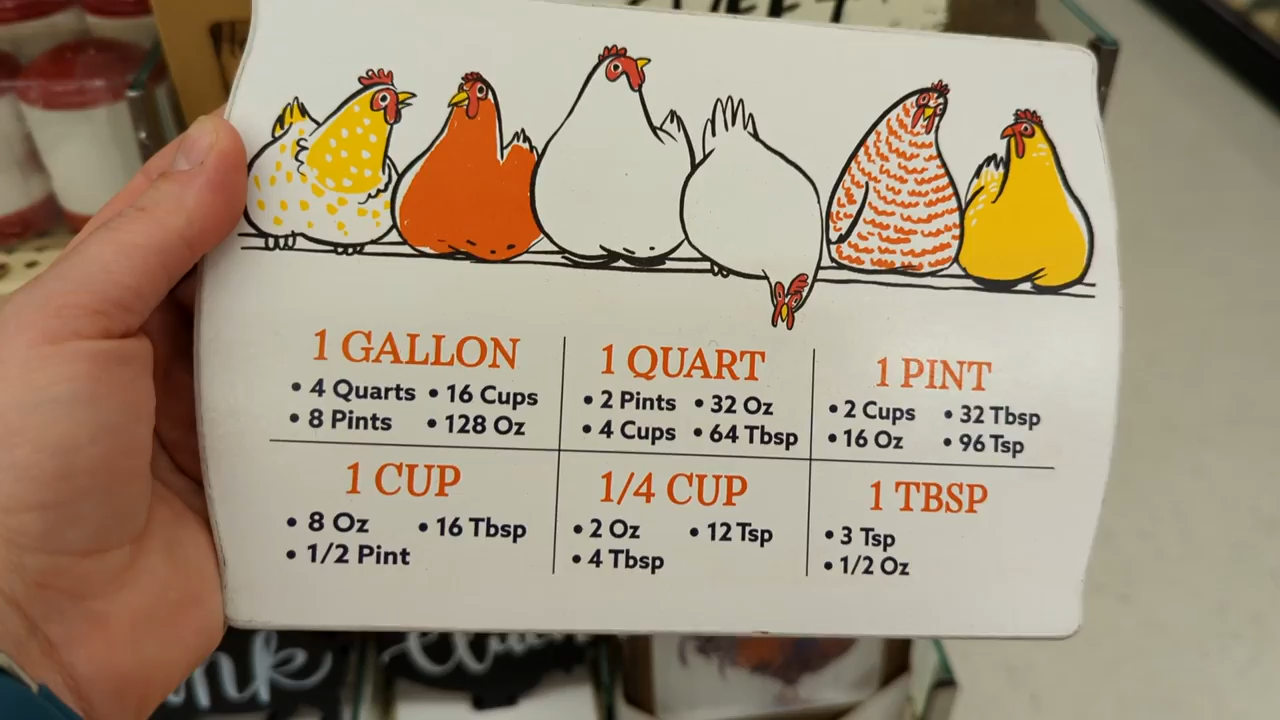 1 GALLON
• 4 Quarts • 16 Cups
• 8 Pints • 128 Oz
1 QUART
• 2 Pints • 32 Oz
• 4 Cups • 64 Tbsp
1 PINT
• 2 Cups • 32 Tbsp
• 16 Oz • 96 Tsp
1 CUP
• 8 Oz • 16 Tbsp
• 1/2 Pint
1/4 CUP
• 2 Oz • 12 Tsp
• 4 Tbsp
1 TBSP
• 3 Tsp
• 1/2 Oz